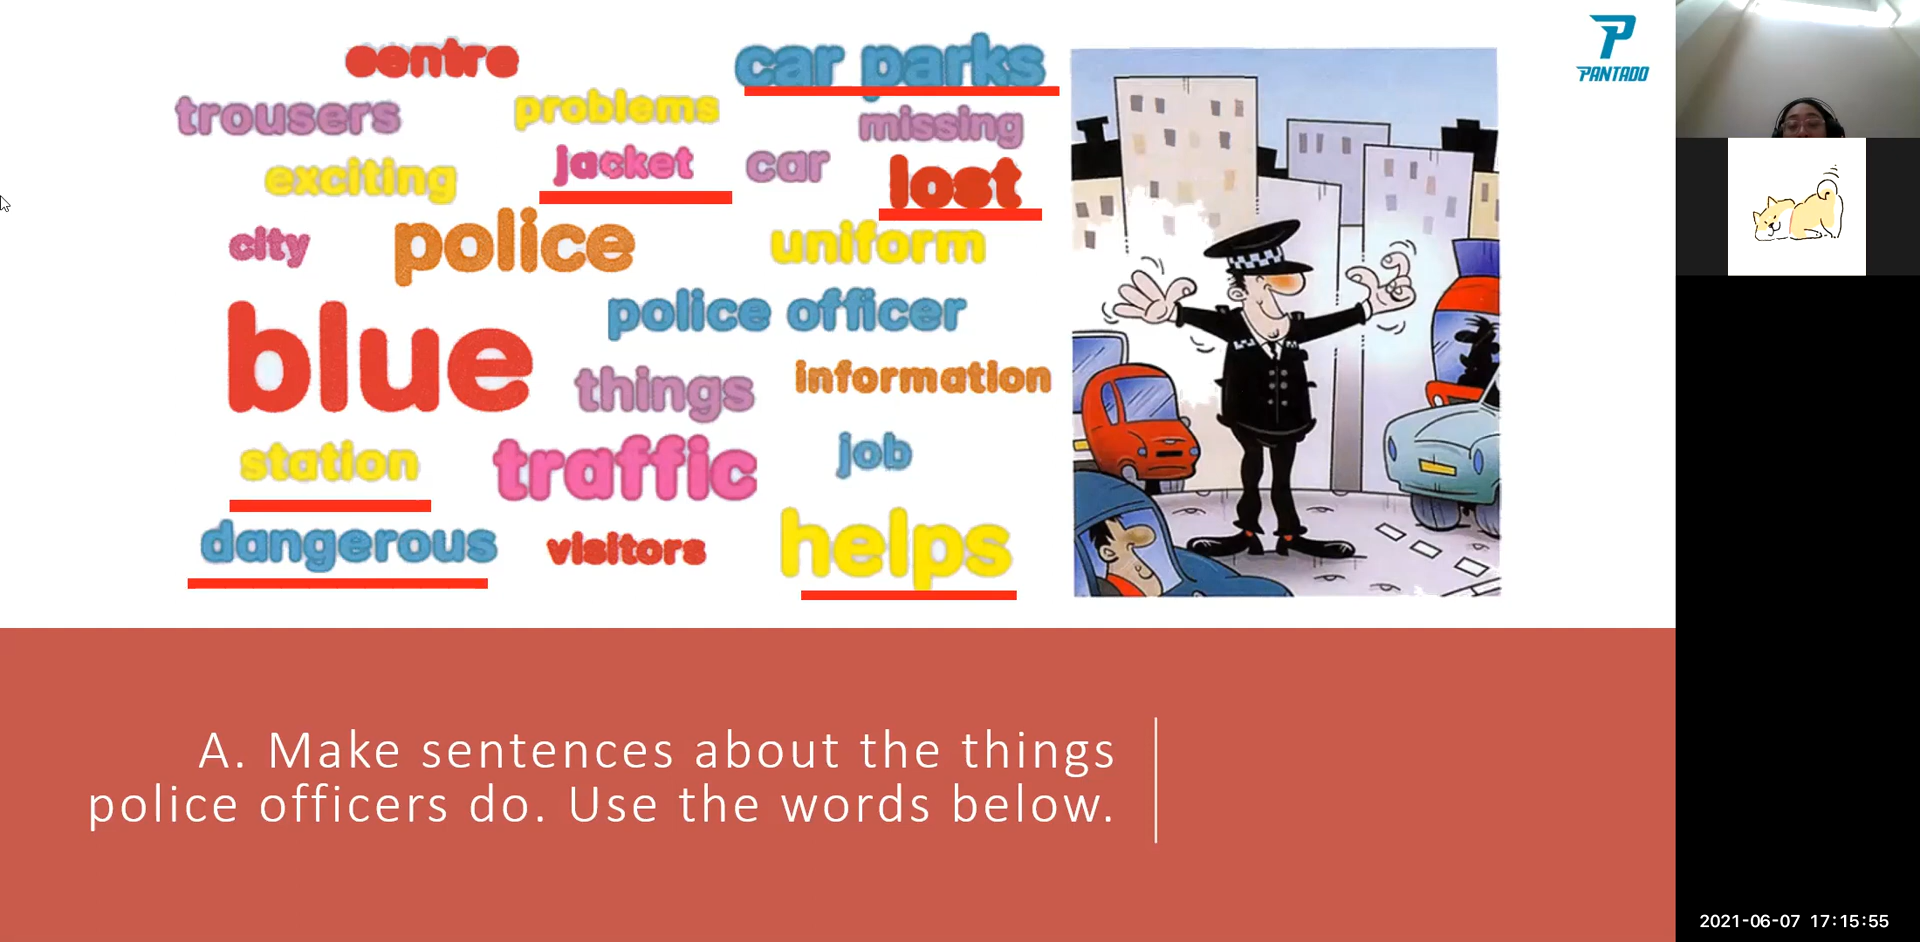 centre
car parks
trousers
problems
missing
exciting
jacket
car
lost
city
police
uniform
blue
police officer
things
information
station
traffic
job
dangerous
visitors
helps
P
PANTADO
A. Make sentences about the things
police officers do. Use the words below.
2021-06-07 17:15:55